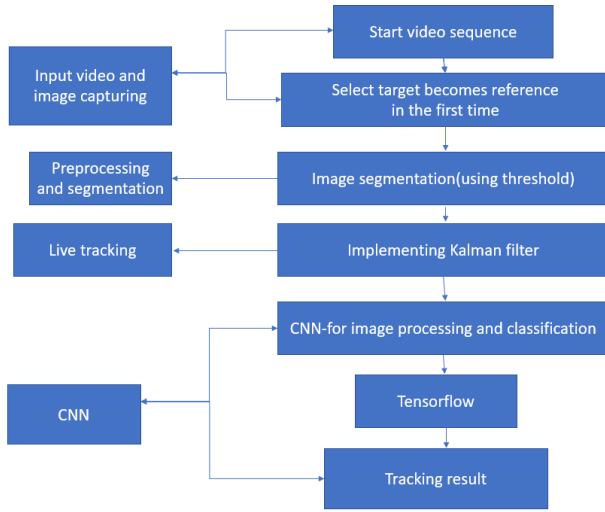 Start video sequence
Input video and
image capturing
Select target becomes reference
in the first time
Preprocessing
and segmentation
Image segmentation(using threshold)
Live tracking
Implementing Kalman filter
CNN-for image processing and classification
CNN
Tensorflow
Tracking result